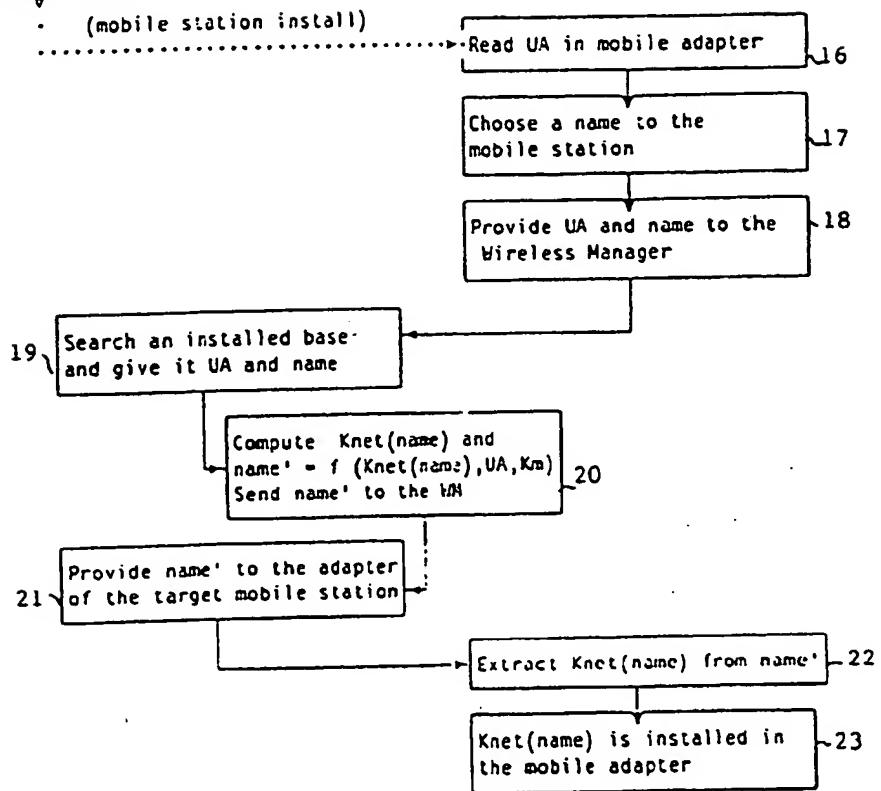 (mobile station install)
Read UA in mobile adapter
16
Choose a name to the
mobile station
17
Provide UA and name to the
Wireless Manager
18
19
Search an installed base
and give it UA and name
Compute Knet(name) and
name' = f (Knet(name),UA,Km)
Send name' to the WM
20
21
Provide name' to the adapter
of the target mobile station
Extract Knet(name) from name'
22
Knet(name) is installed in
the mobile adapter
23